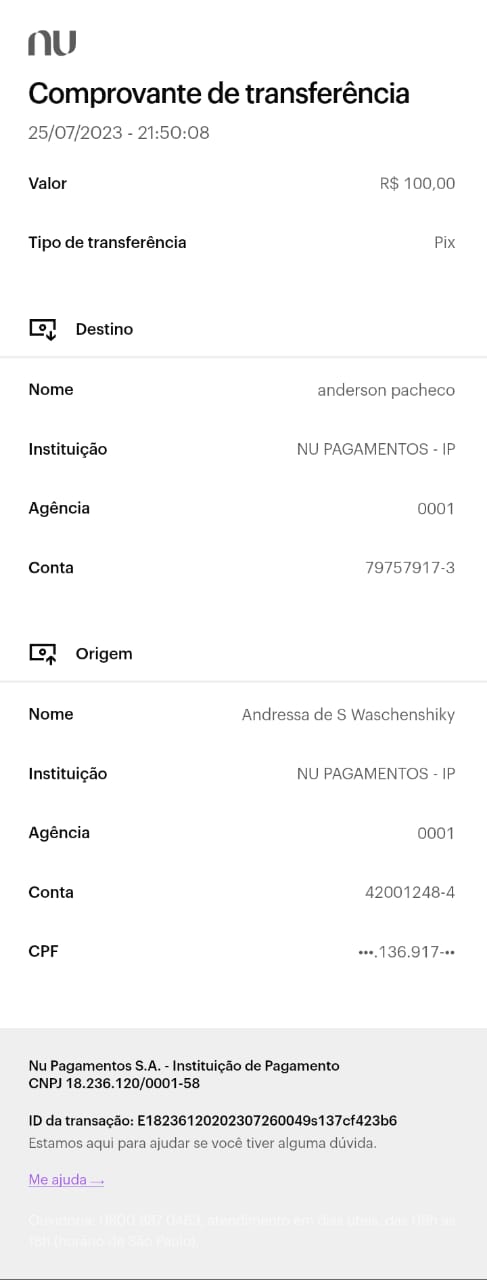 nu
Comprovante de transferência
25/07/2023 - 21:50:08
Valor R$ 100,00
Tipo de transferência Pix
Destino
Nome anderson pacheco
Instituição NU PAGAMENTOS - IP
Agência 0001
Conta 79757917-3
Origem
Nome Andressa de S Waschenshiky
Instituição NU PAGAMENTOS - IP
Agência 0001
Conta 42001248-4
CPF •••.136.917-••
Nu Pagamentos S.A. - Instituição de Pagamento
CNPJ 18.236.120/0001-58
ID da transação: E18236120202307260049s137cf423b6
Estamos aqui para ajudar se você tiver alguma dúvida.
Me ajuda →
Ouvidoria: 0800 887 0463, atendimento em dias úteis, das 09h às
18h (horário de São Paulo).